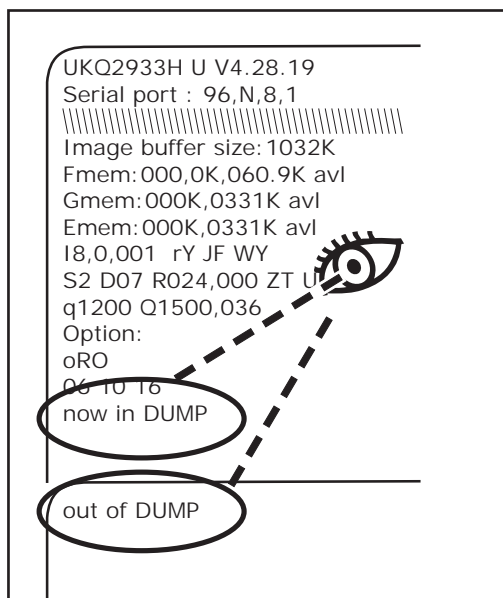 UKQ2933H U V4.28.19
Serial port : 96,N,8,1
Image buffer size:1032K
Fmem:000,0K,060.9K avl
Gmem:000K,0331K avl
Emem:000K,0331K avl
I8,0,001 rY JF WY
S2 D07 R024,000 ZT U
q1200 Q1500,036
Option:
oRO
06 10 16
now in DUMP
out of DUMP